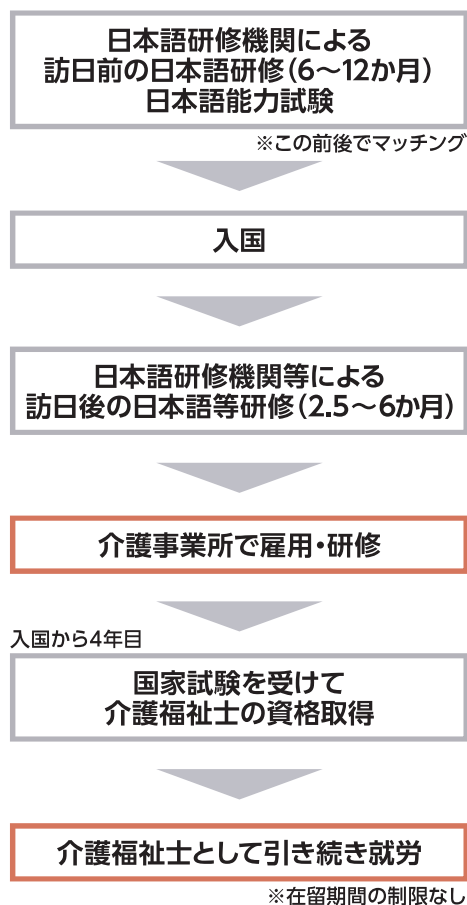 日本語研修機関による
訪日前の日本語研修（6～12か月）
日本語能力試験
※この前後でマッチング
入国
日本語研修機関等による
訪日後の日本語等研修（2.5～6か月）
介護事業所で雇用・研修
入国から4年目
国家試験を受けて
介護福祉士の資格取得
介護福祉士として引き続き就労
※在留期間の制限なし